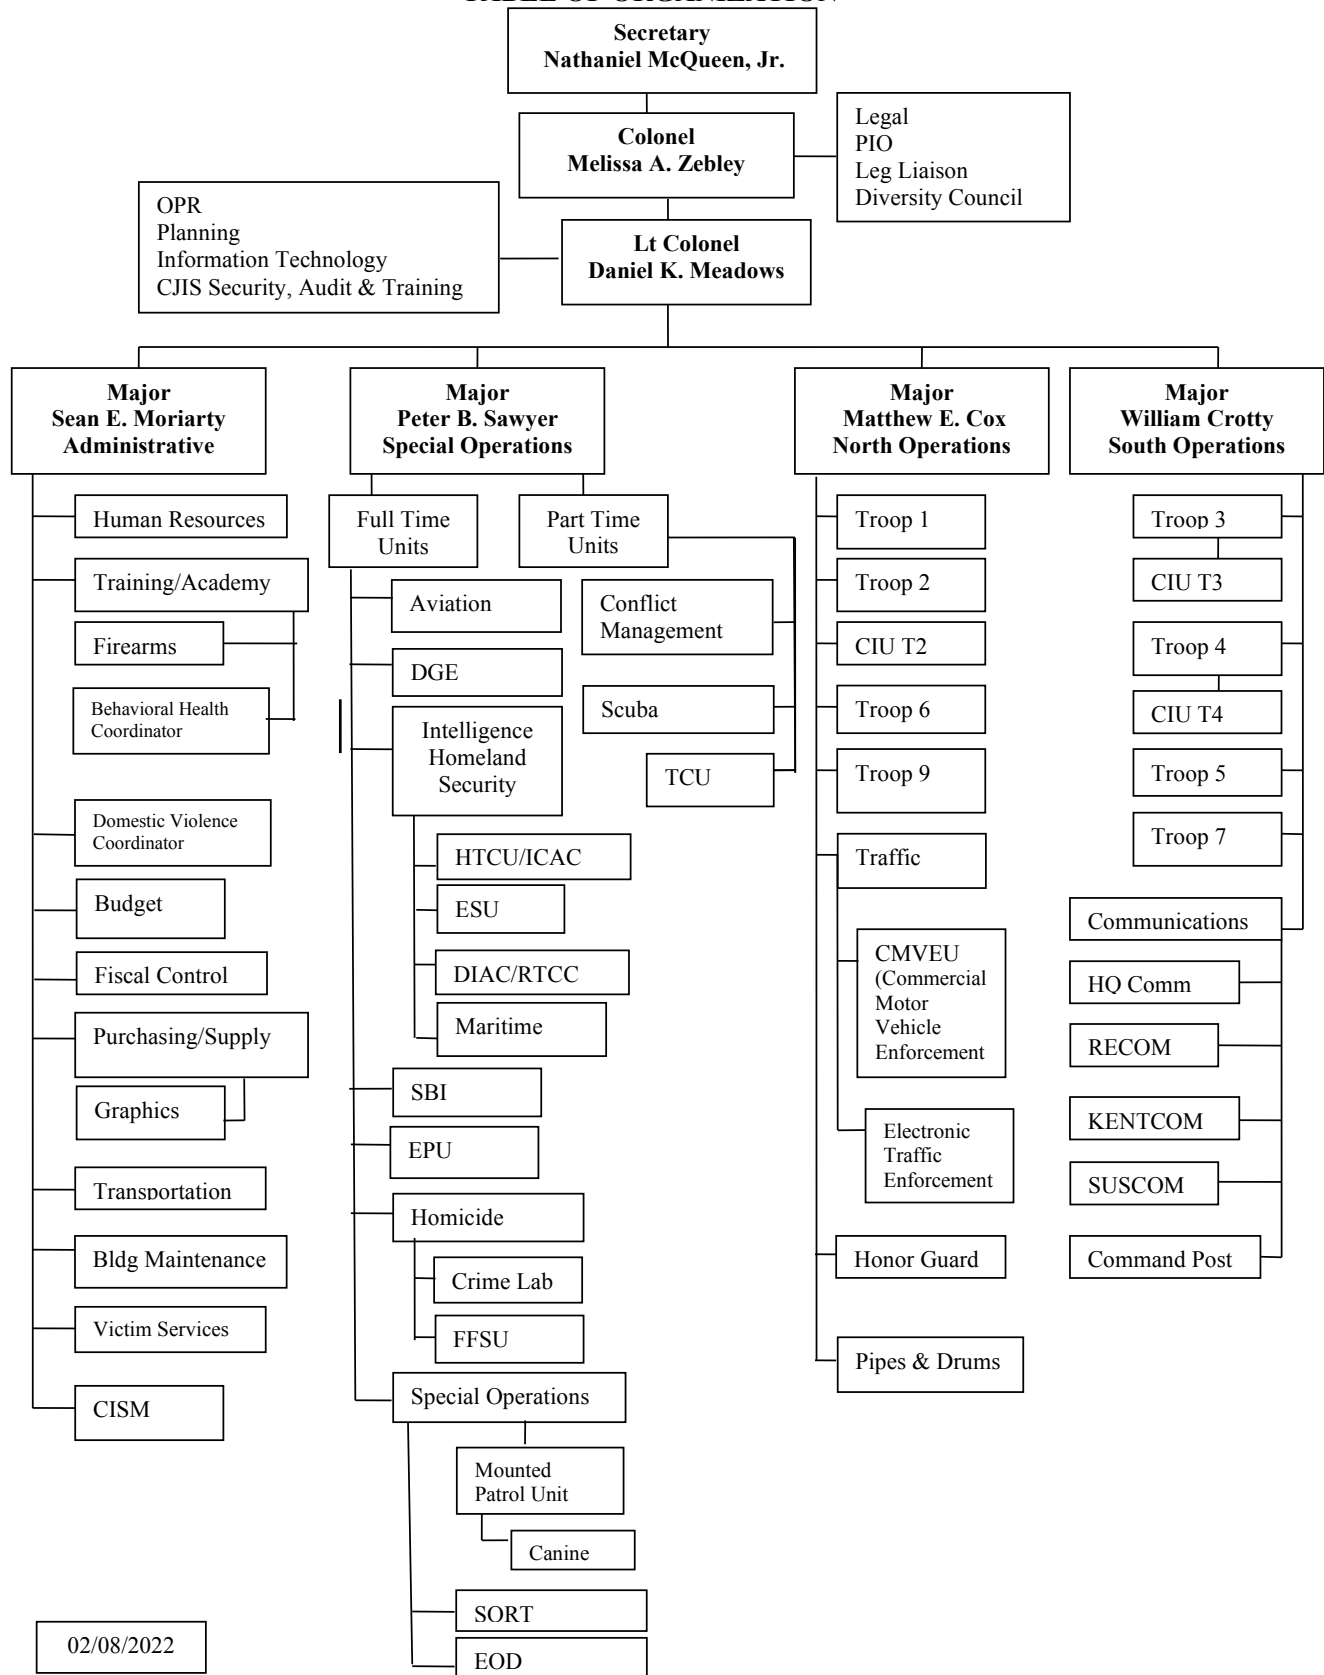 TABLE OF ORGANIZATION
Secretary
Nathaniel McQueen, Jr.
Colonel
Melissa A. Zebley
Legal
PIO
Leg Liaison
Diversity Council
OPR
Planning
Information Technology
CJIS Security, Audit & Training
Lt Colonel
Daniel K. Meadows
Major
Sean E. Moriarty
Administrative
Major
Peter B. Sawyer
Special Operations
Major
Matthew E. Cox
North Operations
Major
William Crotty
South Operations
Human Resources
Training/Academy
Firearms
Behavioral Health
Coordinator
Domestic Violence
Coordinator
Budget
Fiscal Control
Purchasing/Supply
Graphics
Transportation
Bldg Maintenance
Victim Services
CISM
Full Time
Units
Part Time
Units
Aviation
DGE
Intelligence
Homeland
Security
HTCU/ICAC
ESU
DIAC/RTCC
Maritime
SBI
EPU
Homicide
Crime Lab
FFSU
Special Operations
Mounted
Patrol Unit
Canine
SORT
EOD
Conflict
Management
Scuba
TCU
Troop 1
Troop 2
CIU T2
Troop 6
Troop 9
Traffic
CMVEU
(Commercial
Motor
Vehicle
Enforcement
Electronic
Traffic
Enforcement
Honor Guard
Pipes & Drums
Troop 3
CIU T3
Troop 4
CIU T4
Troop 5
Troop 7
Communications
HQ Comm
RECOM
KENTCOM
SUSCOM
Command Post
02/08/2022